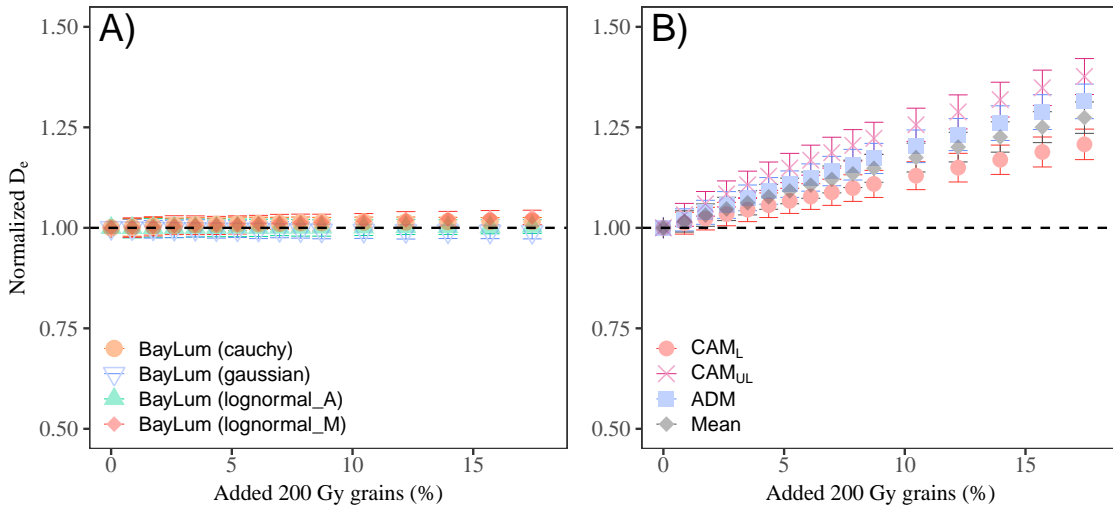 A)
Normalized De
1.50
1.25
1.00
0.75
0.50
BayLum (cauchy)
BayLum (gaussian)
BayLum (lognormal_A)
BayLum (lognormal_M)
0 5 10 15
Added 200 Gy grains (%)
B)
1.50
1.25
1.00
0.75
0.50
CAML
CAMUL
ADM
Mean
0 5 10 15
Added 200 Gy grains (%)